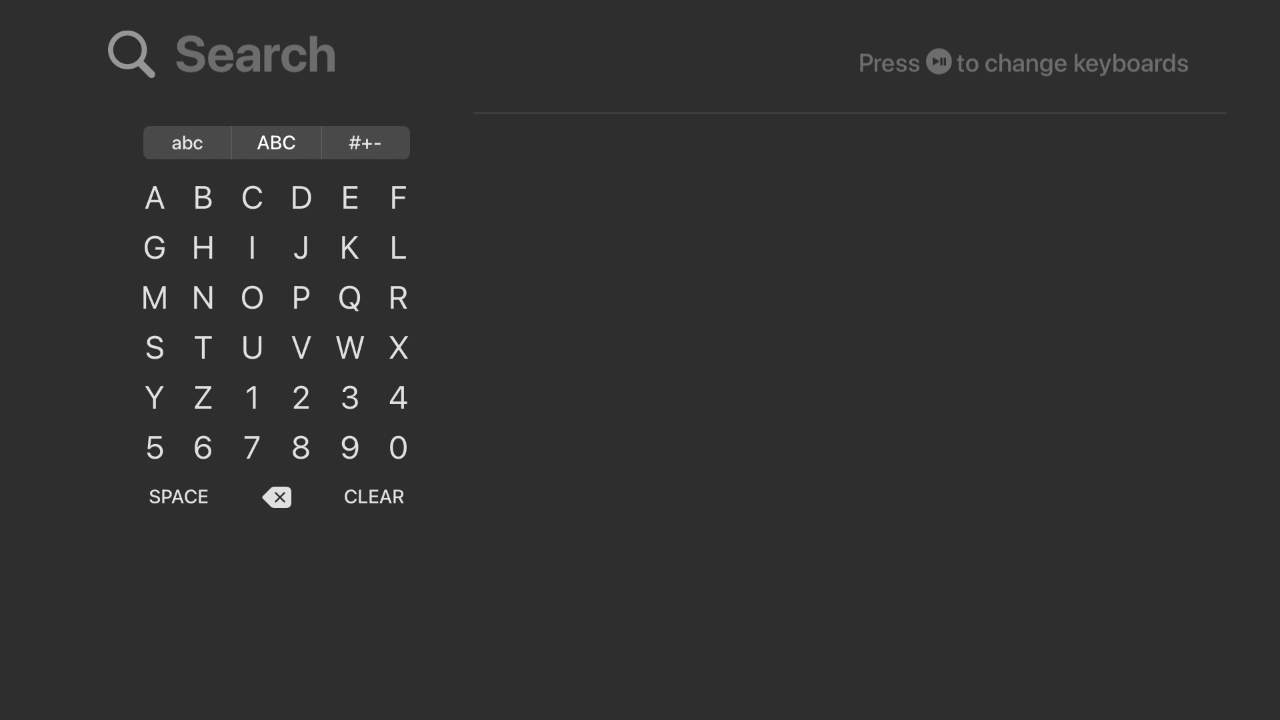 Search
Press to change keyboards
abc ABC #+-
A B C D E F
G H I J K L
M N O P Q R
S T U V W X
Y Z 1 2 3 4
5 6 7 8 9 0
SPACE CLEAR